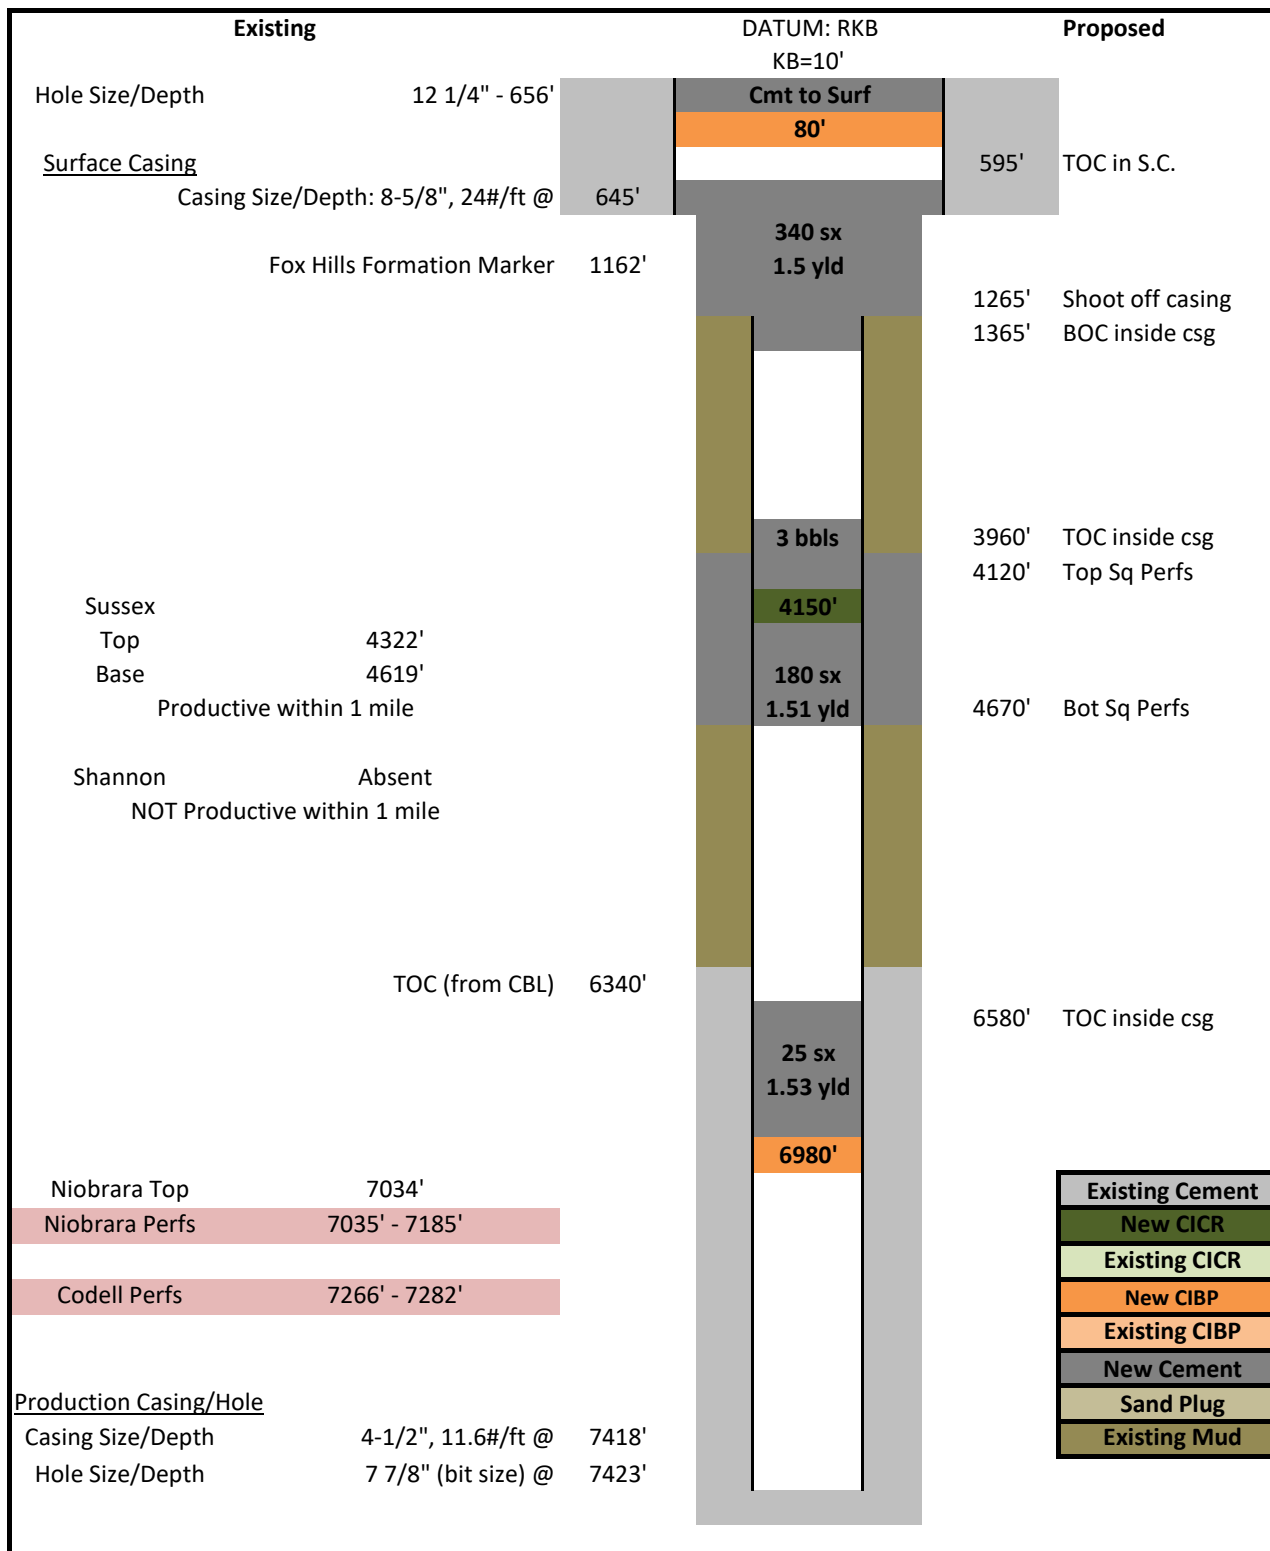 Existing DATUM: RKB Proposed
KB=10'
Hole Size/Depth 12 1/4" - 656' Cmt to Surf
80'
Surface Casing 595' TOC in S.C.
Casing Size/Depth: 8-5/8", 24#/ft @ 645'
340 sx
Fox Hills Formation Marker 1162' 1.5 yld
1265' Shoot off casing
1365' BOC inside csg
3 bbls 3960' TOC inside csg
4120' Top Sq Perfs
Sussex 4150'
Top 4322'
Base 4619' 180 sx
Productive within 1 mile 1.51 yld 4670' Bot Sq Perfs
Shannon Absent
NOT Productive within 1 mile
TOC (from CBL) 6340'
6580' TOC inside csg
25 sx
1.53 yld
6980'
Niobrara Top 7034' Existing Cement
Niobrara Perfs 7035' - 7185' New CICR
Existing CICR
Codell Perfs 7266' - 7282' New CIBP
Existing CIBP
New Cement
Production Casing/Hole Sand Plug
Casing Size/Depth 4-1/2", 11.6#/ft @ 7418' Existing Mud
Hole Size/Depth 7 7/8" (bit size) @ 7423'